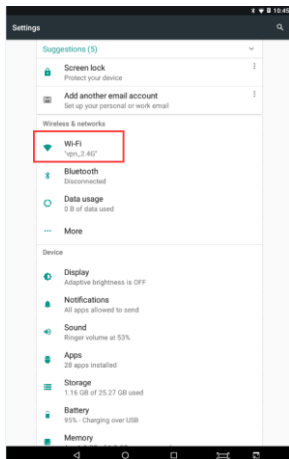 10:45
Settings
Suggestions (5)
Screen lock
Protect your device
Add another email account
Set up your personal or work email
Wireless & networks
Wi-Fi
"vpn_2.4G"
Bluetooth
Disconnected
Data usage
0 B of data used
More
Device
Display
Adaptive brightness is OFF
Notifications
All apps allowed to send
Sound
Ringer volume at 53%
Apps
28 apps installed
Storage
1.16 GB of 25.27 GB used
Battery
95% - Charging over USB
Memory